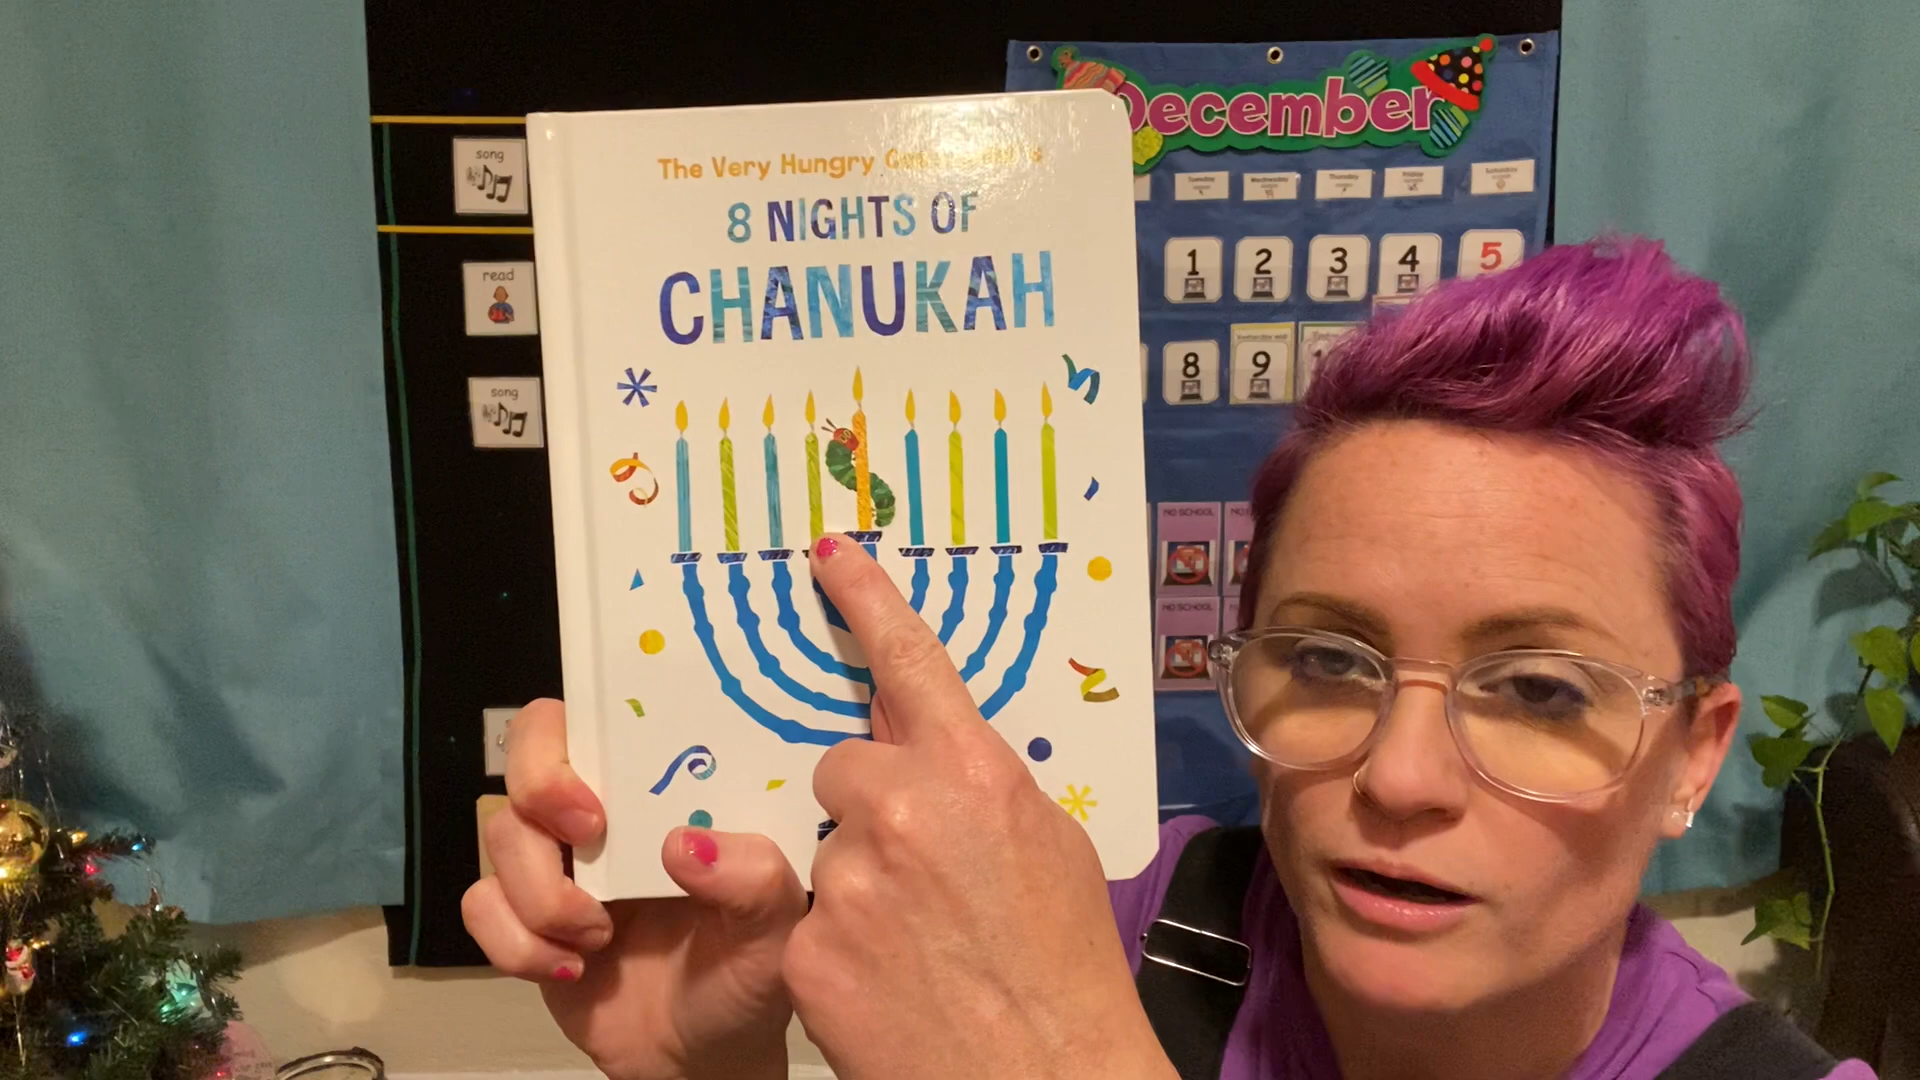 The Very Hungry Caterpillar's
8 NIGHTS OF
CHANUKAH
song
read
song
December
Tuesday
Wednesday
Thursday
Friday
Saturday
1 2 3 4 5
8 9
NO SCHOOL
NO SCHOOL